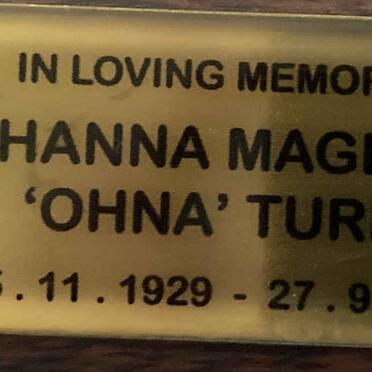 IN LOVING MEMOR
HANNA MAG
'OHNA' TUR
.11.1929 - 27.9